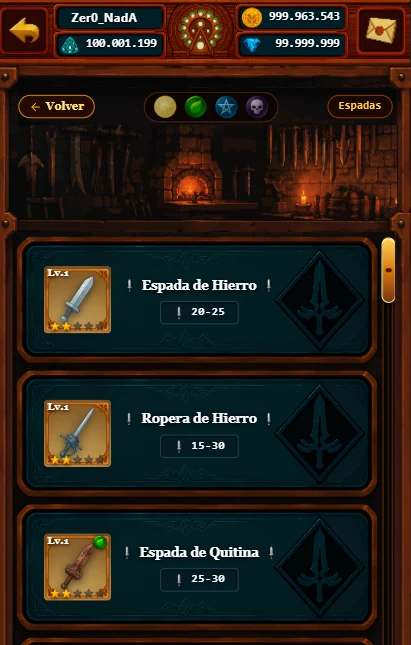 Zer0_NadA
999.963.543
100.001.199
99.999.999
← Volver
Espadas
Lv.1
Espada de Hierro
20-25
Lv.1
Ropera de Hierro
15-30
Lv.1
Espada de Quitina
25-30